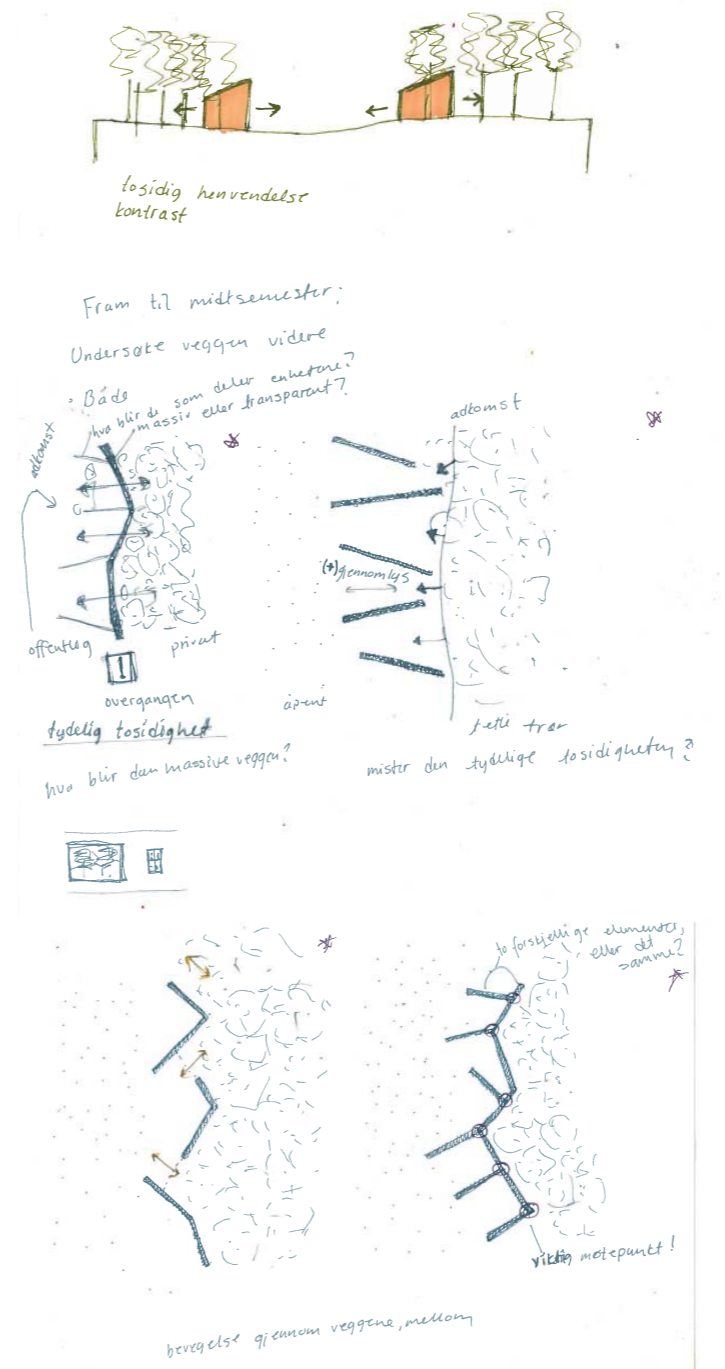 tosidig henvendelse
kontrast
Fram til midtsemester:
Undersøke veggen videre
• Både
hva blir de som deler enhetene?
massiv eller transparent?
adkomst
offentlig
privat
!
overgangen
tydelig tosidighet
hva blir den massive veggen?
adkomst
(+)gjennomlys
åpent
tette trær
mister den tydelige tosidigheten?
to forskjellige elementer,
eller det
samme?
viktig møtepunkt!
bevegelse gjennom veggene, mellom